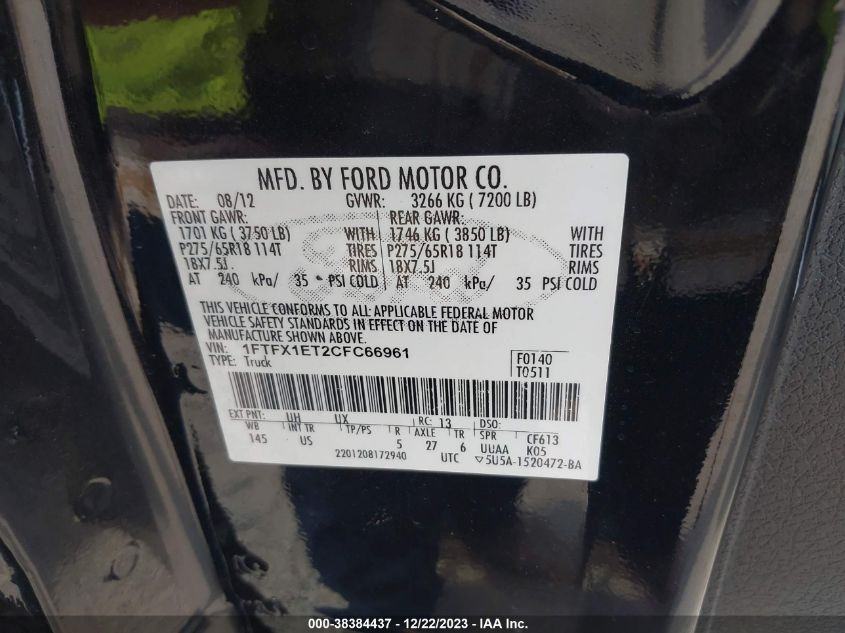 MFD. BY FORD MOTOR CO.
DATE: 08/12 GVWR: 3266 KG ( 7200 LB)
FRONT GAWR: REAR GAWR:
1701 KG ( 3750 LB) WITH 1746 KG ( 3850 LB) WITH
P275/65R18 114T TIRES P275/65R18 114T TIRES
18X7.5J RIMS 18X7.5J RIMS
AT 240 kPa/ 35 PSI COLD AT 240 kPa/ 35 PSI COLD
THIS VEHICLE CONFORMS TO ALL APPLICABLE FEDERAL MOTOR
VEHICLE SAFETY STANDARDS IN EFFECT ON THE DATE OF
MANUFACTURE SHOWN ABOVE.
VIN: 1FTFX1ET2CFC66961
TYPE: Truck
F0140
T0511
EXT PNT: UH UX RC: 13 DSO:
WB INT TR TP/PS R AXLE TR SPR CF613
145 US 5 27 6 UUAA K05
2201208172940 UTC ▽5U5A-1520472-BA
000-38384437 - 12/22/2023 - IAA Inc.